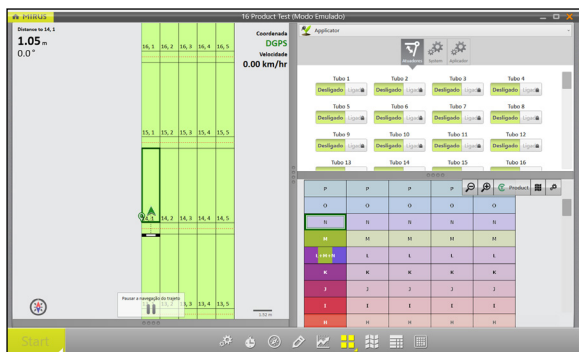 MIRUS
16 Product Test (Modo Emulado)
Distance to 14, 1
1.05 m
0.0 °
Coordenada
DGPS
Velocidade
0.00 km/hr
16, 1 16, 2 16, 3 16, 4 16, 5
15, 1 15, 2 15, 3 15, 4 15, 5
14, 1 14, 2 14, 3 14, 4 14, 5
13, 3 13, 4 13, 5
Pausar a navegação do trajeto
1.52 m
Applicator
Atuadores System Aplicador
Tubo 1 Tubo 2 Tubo 3 Tubo 4
Desligado Ligado Desligado Ligado Desligado Ligado Desligado Ligado
Tubo 5 Tubo 6 Tubo 7 Tubo 8
Desligado Ligado Desligado Ligado Desligado Ligado Desligado Ligado
Tubo 9 Tubo 10 Tubo 11 Tubo 12
Desligado Ligado Desligado Ligado Desligado Ligado Desligado Ligado
Tubo 13 Tubo 14 Tubo 15 Tubo 16
Product
P P P P
O O O O O
N N N N N
M M M M M
L+M+N L L L L
K K K K K
J J J J J
I I I I I
H H H H H
Start